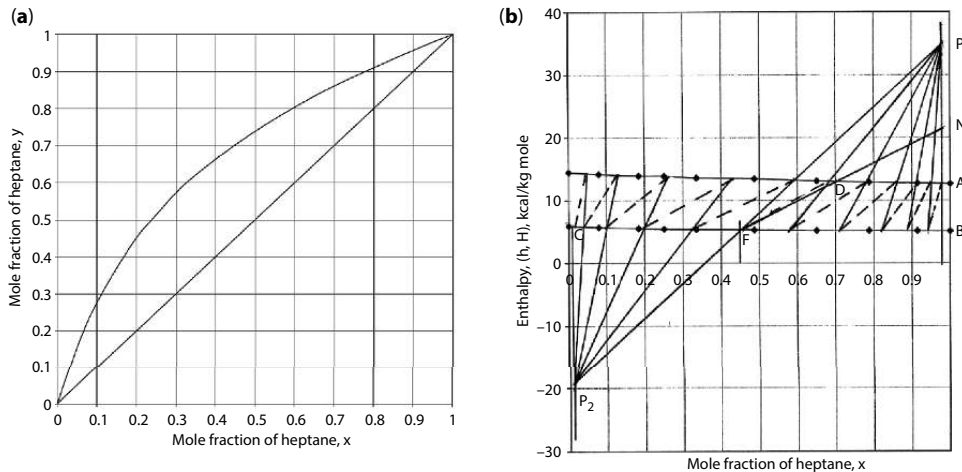 (a)
Mole fraction of heptane, y
1
0.9
0.8
0.7
0.6
0.5
0.4
0.3
0.2
0.1
0
0 0.1 0.2 0.3 0.4 0.5 0.6 0.7 0.8 0.9 1
Mole fraction of heptane, x
(b)
Enthalpy, (h, H), kcal/kg mole
40
30
20
10
0
−10
−20
−30
P
N
A
B
C
D
F
P2
0 0.1 0.2 0.3 0.4 0.5 0.6 0.7 0.8 0.9
Mole fraction of heptane, x